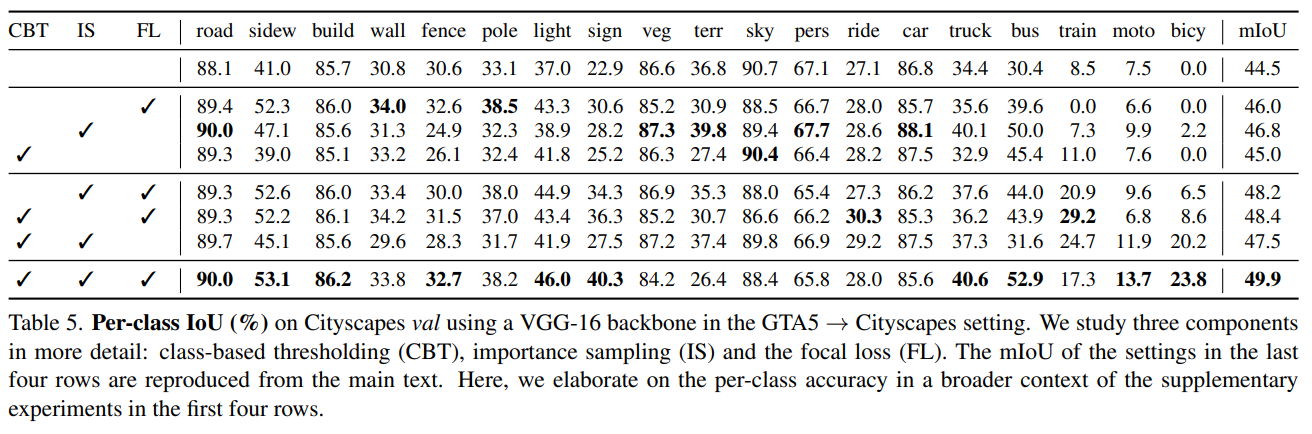 CBT IS FL road sidew build wall fence pole light sign veg terr sky pers ride car truck bus train moto bicy mIoU
88.1 41.0 85.7 30.8 30.6 33.1 37.0 22.9 86.6 36.8 90.7 67.1 27.1 86.8 34.4 30.4 8.5 7.5 0.0 44.5
✓ 89.4 52.3 86.0 34.0 32.6 38.5 43.3 30.6 85.2 30.9 88.5 66.7 28.0 85.7 35.6 39.6 0.0 6.6 0.0 46.0
✓ 90.0 47.1 85.6 31.3 24.9 32.3 38.9 28.2 87.3 39.8 89.4 67.7 28.6 88.1 40.1 50.0 7.3 9.9 2.2 46.8
✓ 89.3 39.0 85.1 33.2 26.1 32.4 41.8 25.2 86.3 27.4 90.4 66.4 28.2 87.5 32.9 45.4 11.0 7.6 0.0 45.0
✓ ✓ 89.3 52.6 86.0 33.4 30.0 38.0 44.9 34.3 86.9 35.3 88.0 65.4 27.3 86.2 37.6 44.0 20.9 9.6 6.5 48.2
✓ ✓ 89.3 52.2 86.1 34.2 31.5 37.0 43.4 36.3 85.2 30.7 86.6 66.2 30.3 85.3 36.2 43.9 29.2 6.8 8.6 48.4
✓ ✓ 89.7 45.1 85.6 29.6 28.3 31.7 41.9 27.5 87.2 37.4 89.8 66.9 29.2 87.5 37.3 31.6 24.7 11.9 20.2 47.5
✓ ✓ ✓ 90.0 53.1 86.2 33.8 32.7 38.2 46.0 40.3 84.2 26.4 88.4 65.8 28.0 85.6 40.6 52.9 17.3 13.7 23.8 49.9
Table 5. Per-class IoU (%) on Cityscapes val using a VGG-16 backbone in the GTA5 → Cityscapes setting. We study three components
in more detail: class-based thresholding (CBT), importance sampling (IS) and the focal loss (FL). The mIoU of the settings in the last
four rows are reproduced from the main text. Here, we elaborate on the per-class accuracy in a broader context of the supplementary
experiments in the first four rows.